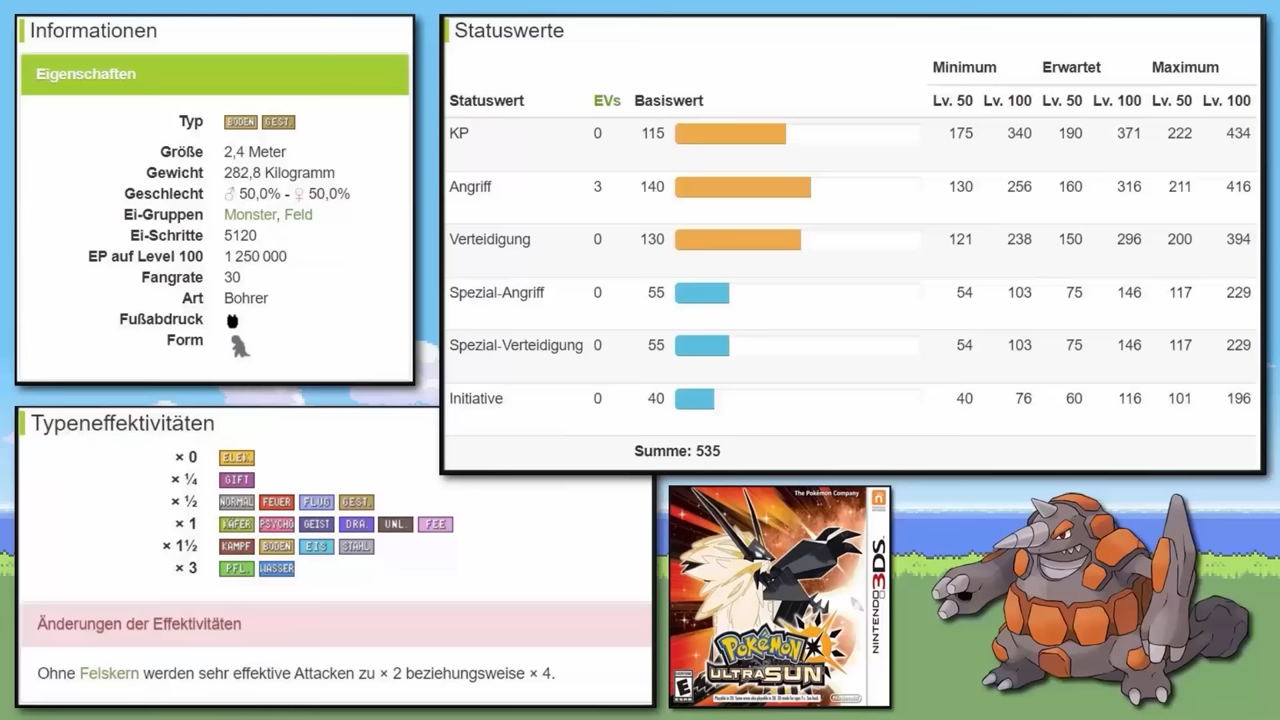 Informationen
Eigenschaften
Typ BODEN GEST.
Größe 2,4 Meter
Gewicht 282,8 Kilogramm
Geschlecht ♂ 50,0% - ♀ 50,0%
Ei-Gruppen Monster, Feld
Ei-Schritte 5120
EP auf Level 100 1 250 000
Fangrate 30
Art Bohrer
Fußabdruck
Form
Statuswerte
Minimum Erwartet Maximum
Statuswert EVs Basiswert Lv. 50 Lv. 100 Lv. 50 Lv. 100 Lv. 50 Lv. 100
KP 0 115 175 340 190 371 222 434
Angriff 3 140 130 256 160 316 211 416
Verteidigung 0 130 121 238 150 296 200 394
Spezial-Angriff 0 55 54 103 75 146 117 229
Spezial-Verteidigung 0 55 54 103 75 146 117 229
Initiative 0 40 40 76 60 116 101 196
Summe: 535
Typeneffektivitäten
× 0 ELEK
× ¼ GIFT
× ½ NORMAL FEUER FLUG GEST.
× 1 KÄFER PSYCHO GEIST DRA. UNL. FEE
× 1½ KAMPF BODEN EIS STAHL
× 3 PFL. WASSER
Änderungen der Effektivitäten
Ohne Felskern werden sehr effektive Attacken zu × 2 beziehungsweise × 4.
The Pokémon Company
NINTENDO 3DS
POKéMON
ULTRA SUN
EVERYONE
E